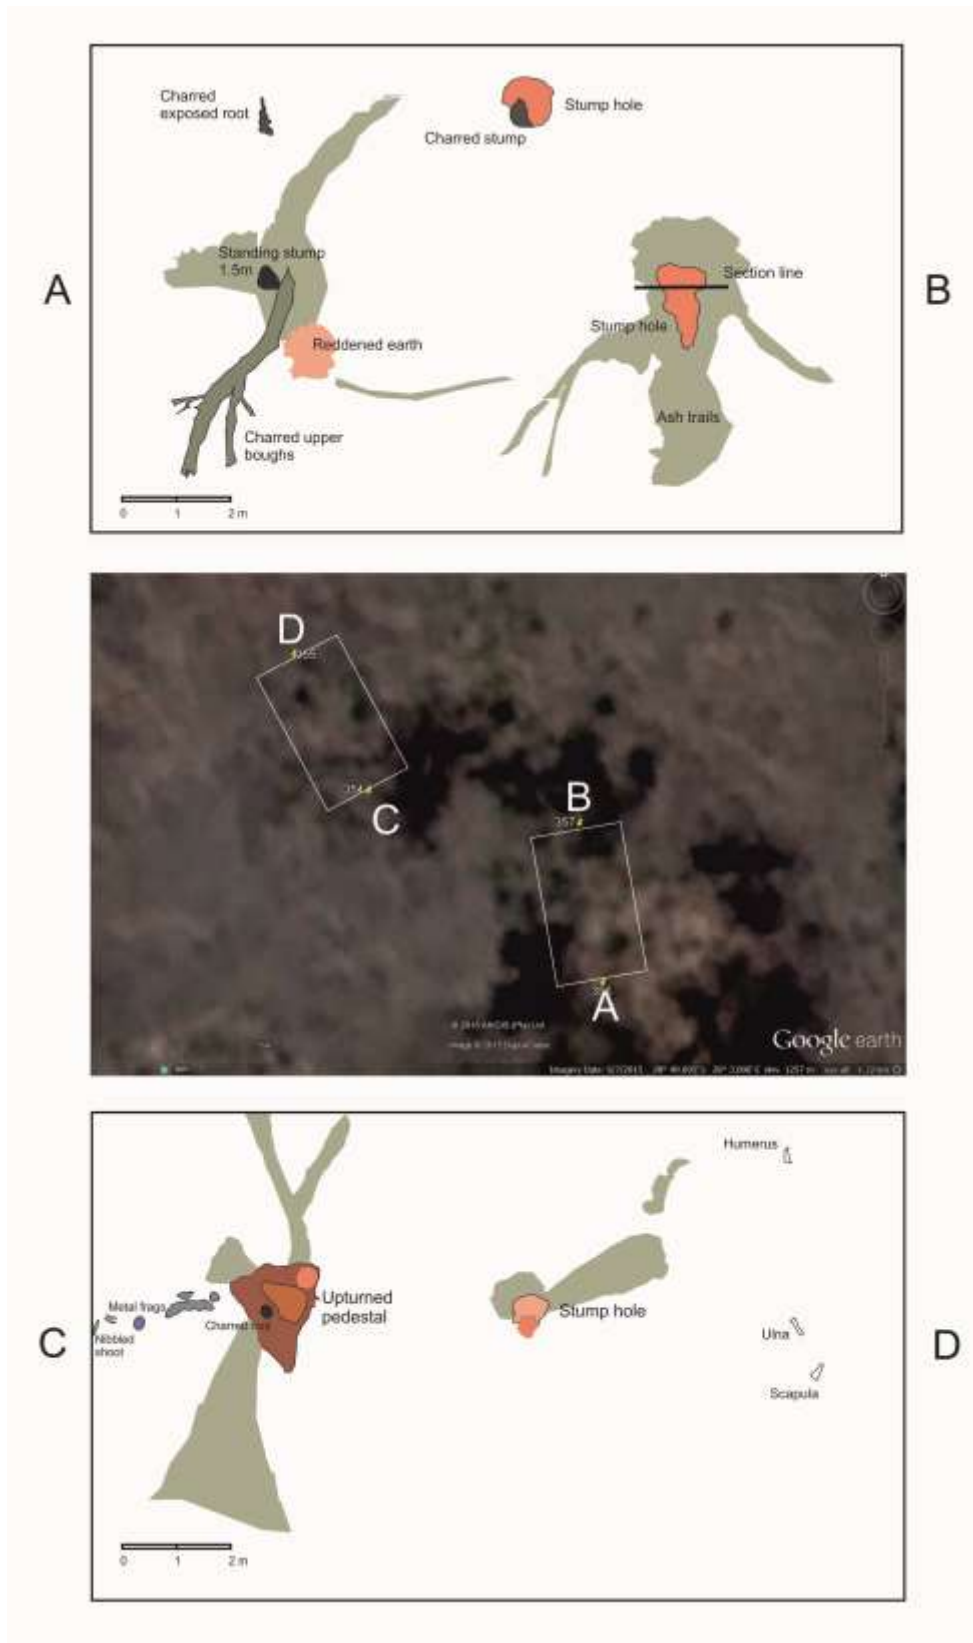 Charred
exposed root
Stump hole
Charred stump
Standing stump
1.5m
Section line
A
B
Stump hole
Reddened earth
Ash trails
Charred upper
boughs
0 1 2 m
D
354
C
B
357
A
Google earth
Humerus
Upturned
pedestal
Metal frags
Stump hole
Charred
Nibbled
shoot
C
Ulna
D
Scapula
0 1 2 m